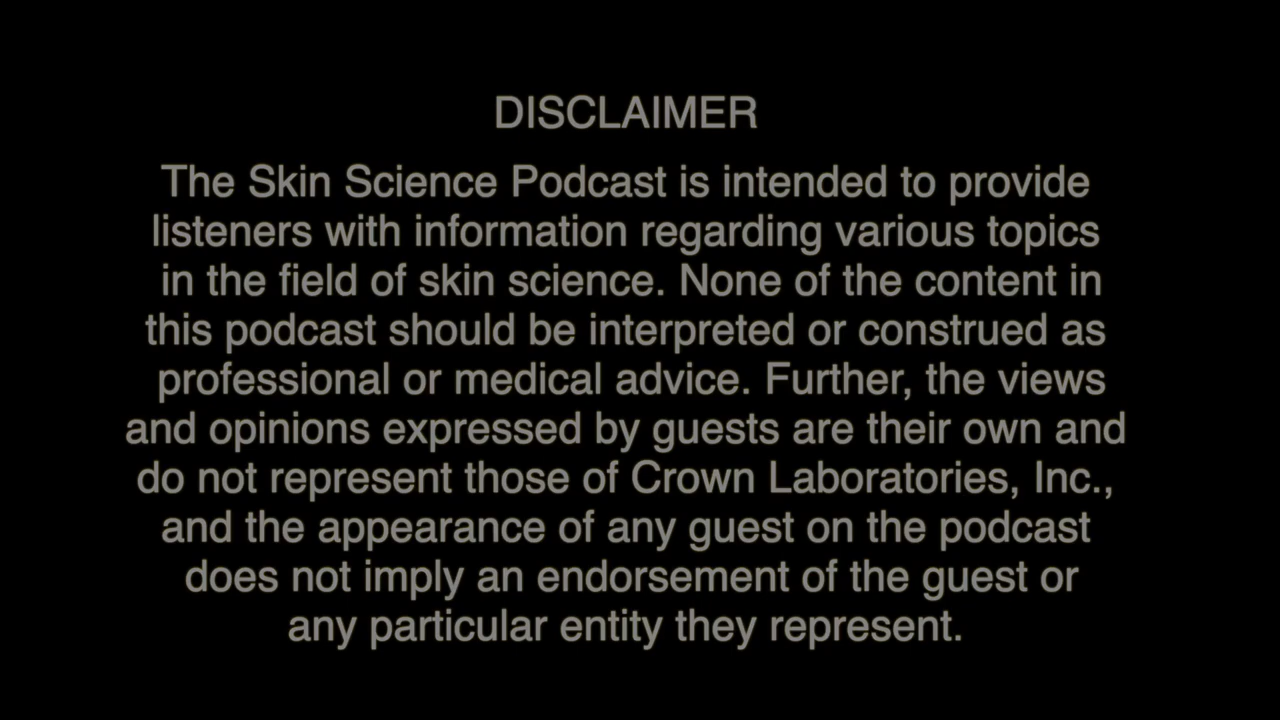 DISCLAIMER
The Skin Science Podcast is intended to provide
listeners with information regarding various topics
in the field of skin science. None of the content in
this podcast should be interpreted or construed as
professional or medical advice. Further, the views
and opinions expressed by guests are their own and
do not represent those of Crown Laboratories, Inc.,
and the appearance of any guest on the podcast
does not imply an endorsement of the guest or
any particular entity they represent.